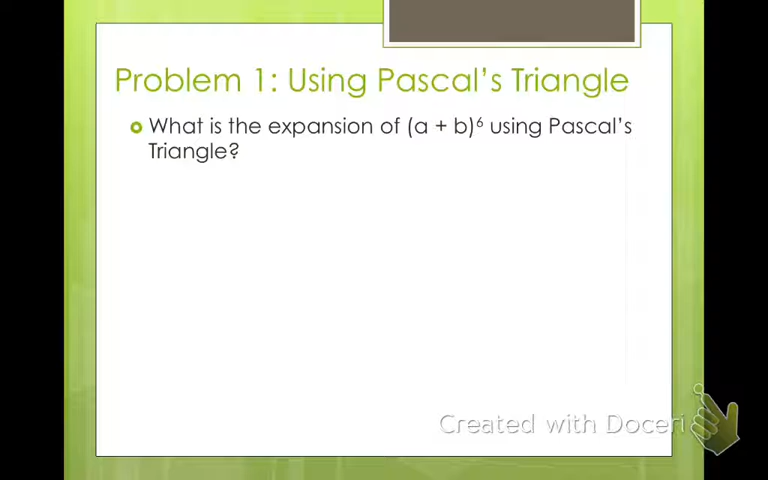 Problem 1: Using Pascal's Triangle
What is the expansion of (a + b)⁶ using Pascal's
Triangle?
Created with Doceri